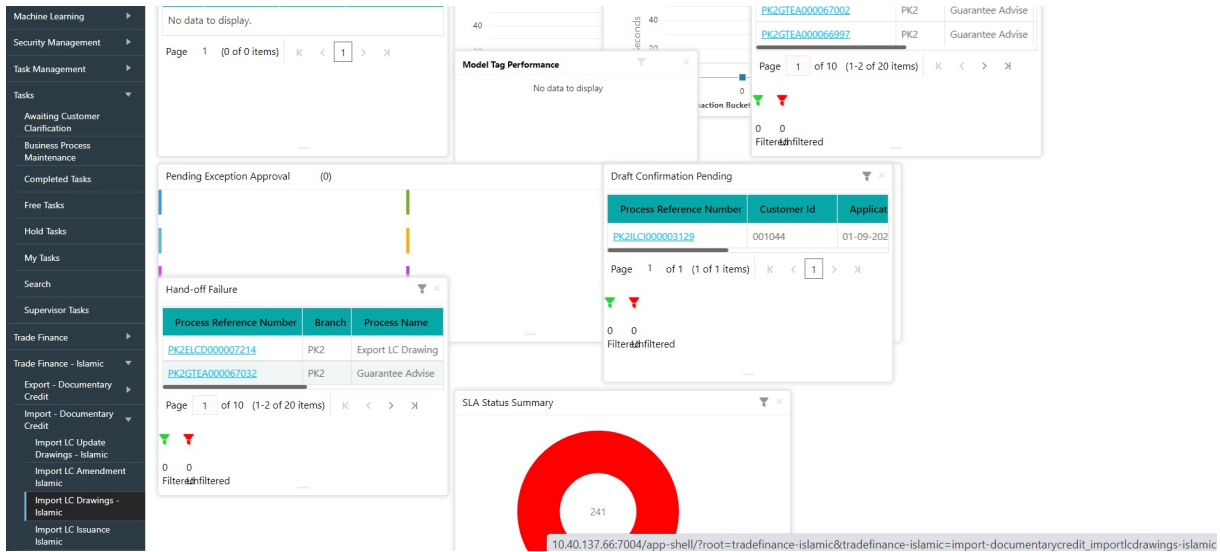 Machine Learning
Security Management
Task Management
Tasks
Awaiting Customer
Clarification
Business Process
Maintenance
Completed Tasks
Free Tasks
Hold Tasks
My Tasks
Search
Supervisor Tasks
Trade Finance
Trade Finance - Islamic
Export - Documentary
Credit
Import - Documentary
Credit
Import LC Update
Drawings - Islamic
Import LC Amendment
Islamic
Import LC Drawings -
Islamic
Import LC Issuance
Islamic
No data to display.
Page 1 (0 of 0 items) 1
40
Model Tag Performance
No data to display
40
20
0
PK2GTEA000067002 PK2 Guarantee Advise
PK2GTEA000066997 PK2 Guarantee Advise
Page 1 of 10 (1-2 of 20 items)
0 0
Filtered Unfiltered
Pending Exception Approval (0)
Draft Confirmation Pending
Process Reference Number Customer Id Applicat
PK2ILCI000003129 001044 01-09-202
Page 1 of 1 (1 of 1 items) 1
0 0
Filtered Unfiltered
Hand-off Failure
Process Reference Number Branch Process Name
PK2ELCD000007214 PK2 Export LC Drawing
PK2GTEA000067032 PK2 Guarantee Advise
Page 1 of 10 (1-2 of 20 items)
0 0
Filtered Unfiltered
SLA Status Summary
241
10.40.137.66:7004/app-shell/?root=tradefinance-islamic&tradefinance-islamic=import-documentarycredit_importlcdrawings-islamic